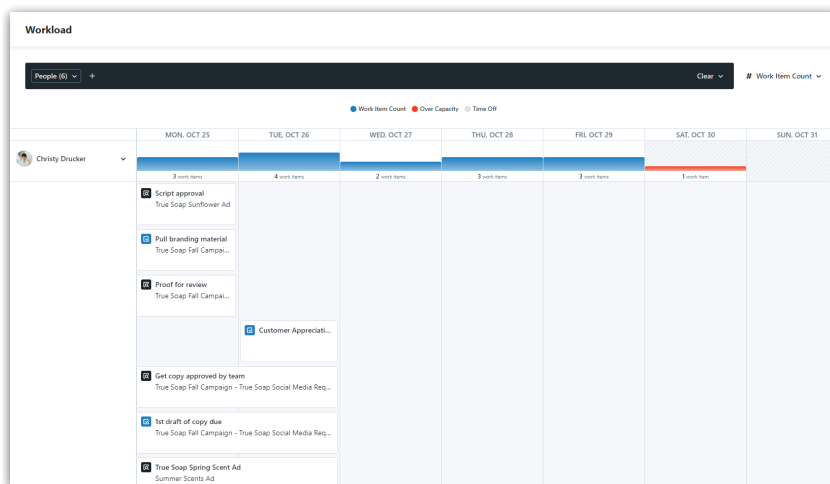 Workload
People (6)
+
Clear
# Work Item Count
Work Item Count
Over Capacity
Time Off
MON, OCT 25
TUE, OCT 26
WED, OCT 27
THU, OCT 28
FRI, OCT 29
SAT, OCT 30
SUN, OCT 31
Christy Drucker
3 work items
4 work items
2 work items
3 work items
3 work items
1 work item
Script approval
True Soap Sunflower Ad
Pull branding material
True Soap Fall Campai...
Proof for review
True Soap Fall Campai...
Customer Appreciati...
Get copy approved by team
True Soap Fall Campaign - True Soap Social Media Req...
1st draft of copy due
True Soap Fall Campaign - True Soap Social Media Req...
True Soap Spring Scent Ad
Summer Scents Ad